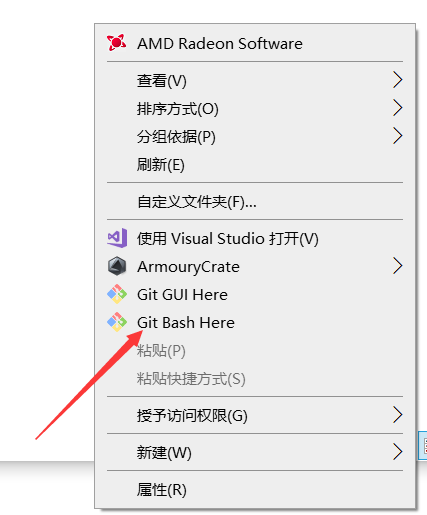 AMD Radeon Software
查看(V)
排序方式(O)
分组依据(P)
刷新(E)
自定义文件夹(F)...
使用 Visual Studio 打开(V)
ArmouryCrate
Git GUI Here
Git Bash Here
粘贴(P)
粘贴快捷方式(S)
授予访问权限(G)
新建(W)
属性(R)